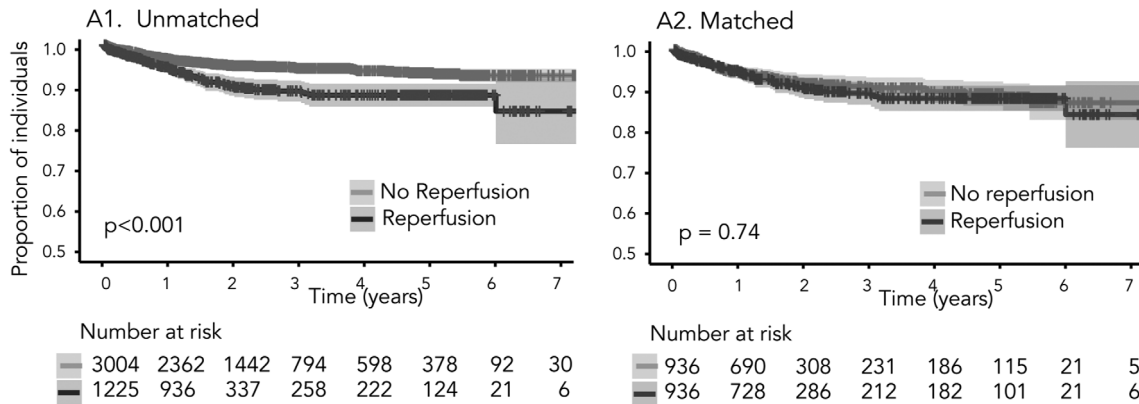 A1. Unmatched
Proportion of individuals
1.0
0.9
0.8
0.7
0.6
0.5
No Reperfusion
Reperfusion
p<0.001
0 1 2 3 4 5 6 7
Time (years)
Number at risk
3004 2362 1442 794 598 378 92 30
1225 936 337 258 222 124 21 6
A2. Matched
1.0
0.9
0.8
0.7
0.6
0.5
No reperfusion
Reperfusion
p = 0.74
0 1 2 3 4 5 6 7
Time (years)
Number at risk
936 690 308 231 186 115 21 5
936 728 286 212 182 101 21 6